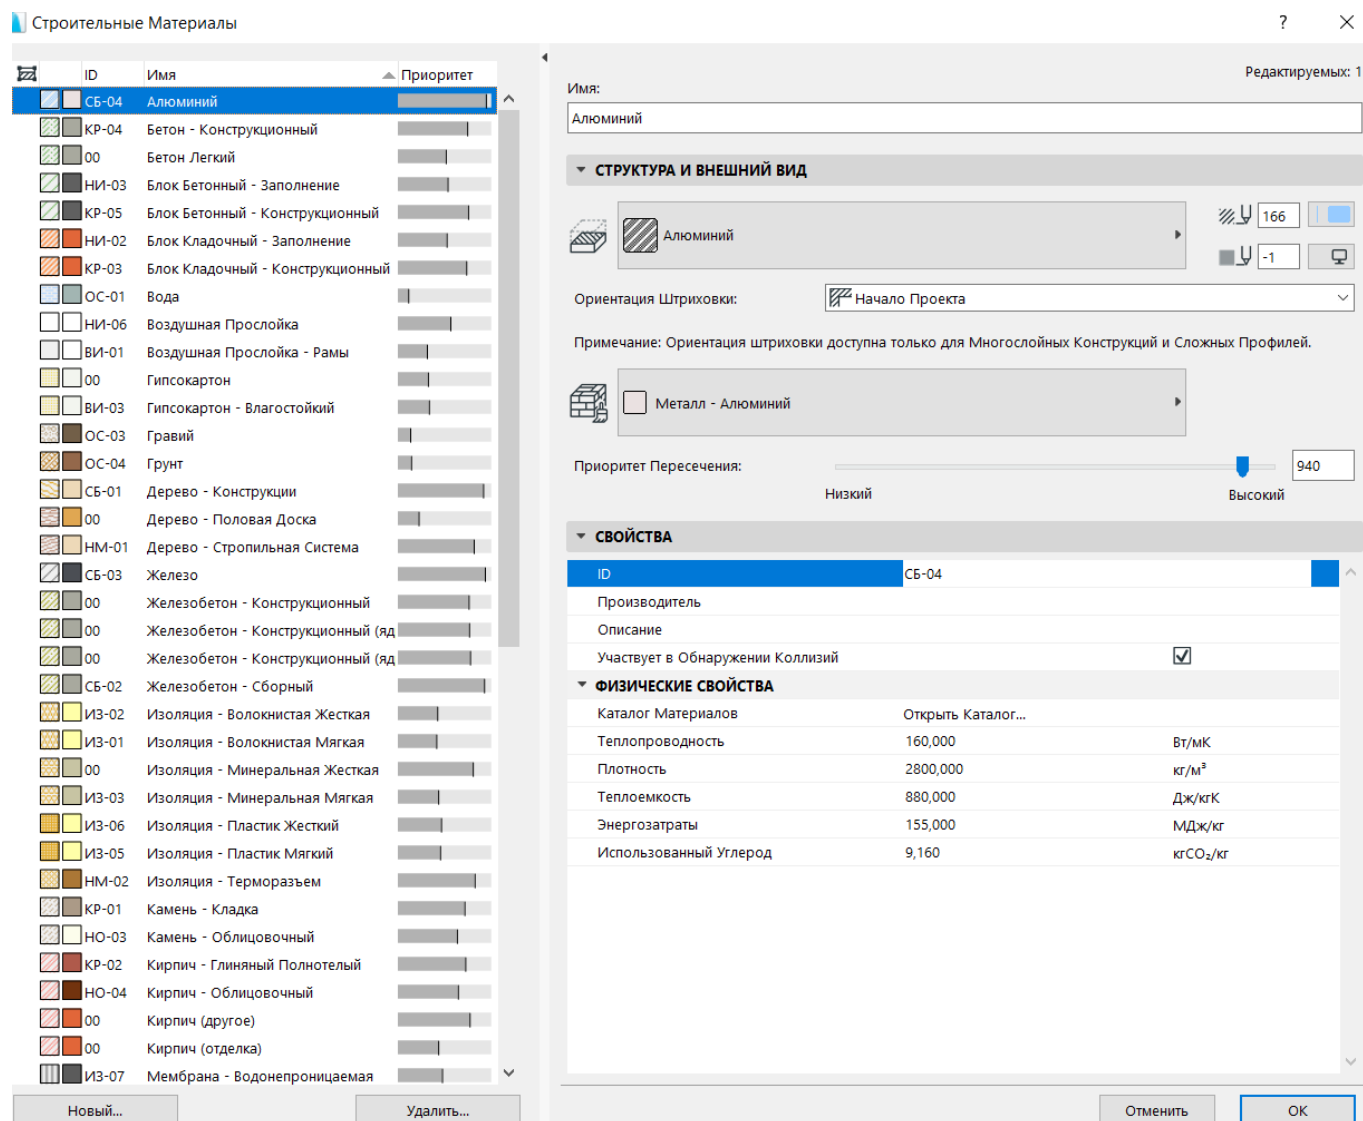 Строительные Материалы
?
ID Имя Приоритет
СБ-04 Алюминий
КР-04 Бетон - Конструкционный
00 Бетон Легкий
НИ-03 Блок Бетонный - Заполнение
КР-05 Блок Бетонный - Конструкционный
НИ-02 Блок Кладочный - Заполнение
КР-03 Блок Кладочный - Конструкционный
ОС-01 Вода
НИ-06 Воздушная Прослойка
ВИ-01 Воздушная Прослойка - Рамы
00 Гипсокартон
ВИ-03 Гипсокартон - Влагостойкий
ОС-03 Гравий
ОС-04 Грунт
СБ-01 Дерево - Конструкции
00 Дерево - Половая Доска
НМ-01 Дерево - Стропильная Система
СБ-03 Железо
00 Железобетон - Конструкционный
00 Железобетон - Конструкционный (яд
00 Железобетон - Конструкционный (яд
СБ-02 Железобетон - Сборный
ИЗ-02 Изоляция - Волокнистая Жесткая
ИЗ-01 Изоляция - Волокнистая Мягкая
00 Изоляция - Минеральная Жесткая
ИЗ-03 Изоляция - Минеральная Мягкая
ИЗ-06 Изоляция - Пластик Жесткий
ИЗ-05 Изоляция - Пластик Мягкий
НМ-02 Изоляция - Терморазъем
КР-01 Камень - Кладка
НО-03 Камень - Облицовочный
КР-02 Кирпич - Глиняный Полнотелый
НО-04 Кирпич - Облицовочный
00 Кирпич (другое)
00 Кирпич (отделка)
ИЗ-07 Мембрана - Водонепроницаемая
Новый... Удалить...
Редактируемых: 1
Имя:
Алюминий
СТРУКТУРА И ВНЕШНИЙ ВИД
Алюминий
166
-1
Ориентация Штриховки: Начало Проекта
Примечание: Ориентация штриховки доступна только для Многослойных Конструкций и Сложных Профилей.
Металл - Алюминий
Приоритет Пересечения: 940
Низкий Высокий
СВОЙСТВА
ID СБ-04
Производитель
Описание
Участвует в Обнаружении Коллизий
ФИЗИЧЕСКИЕ СВОЙСТВА
Каталог Материалов Открыть Каталог...
Теплопроводность 160,000 Вт/мК
Плотность 2800,000 кг/м³
Теплоемкость 880,000 Дж/кгК
Энергозатраты 155,000 МДж/кг
Использованный Углерод 9,160 кгCO₂/кг
Отменить OK